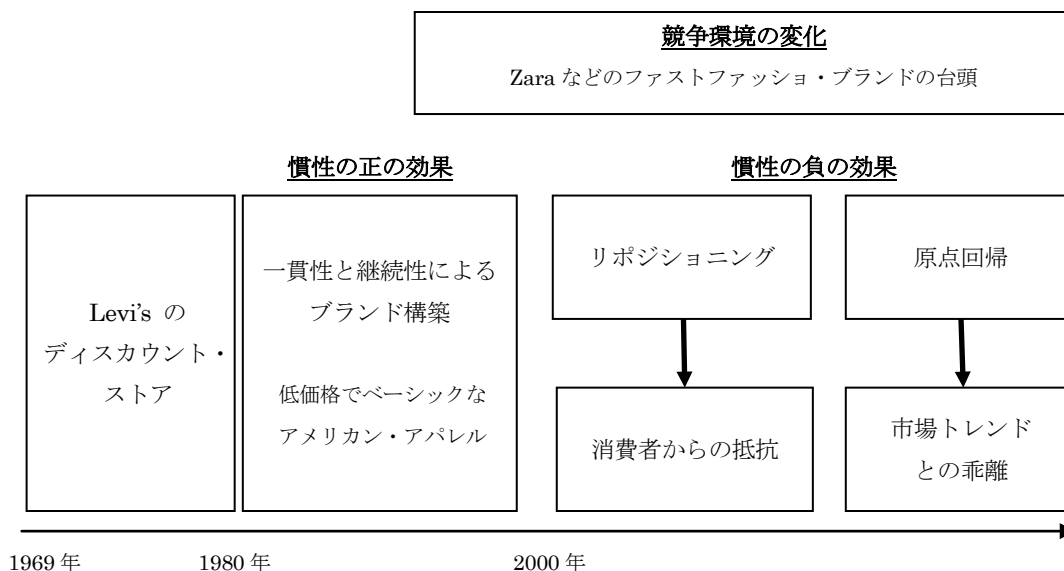 競争環境の変化
Zara などのファストファッショ・ブランドの台頭
慣性の正の効果
慣性の負の効果
Levi's の
ディスカウント・
ストア
一貫性と継続性による
ブランド構築
低価格でベーシックな
アメリカン・アパレル
リポジショニング
原点回帰
消費者からの抵抗
市場トレンド
との乖離
1969 年
1980 年
2000 年